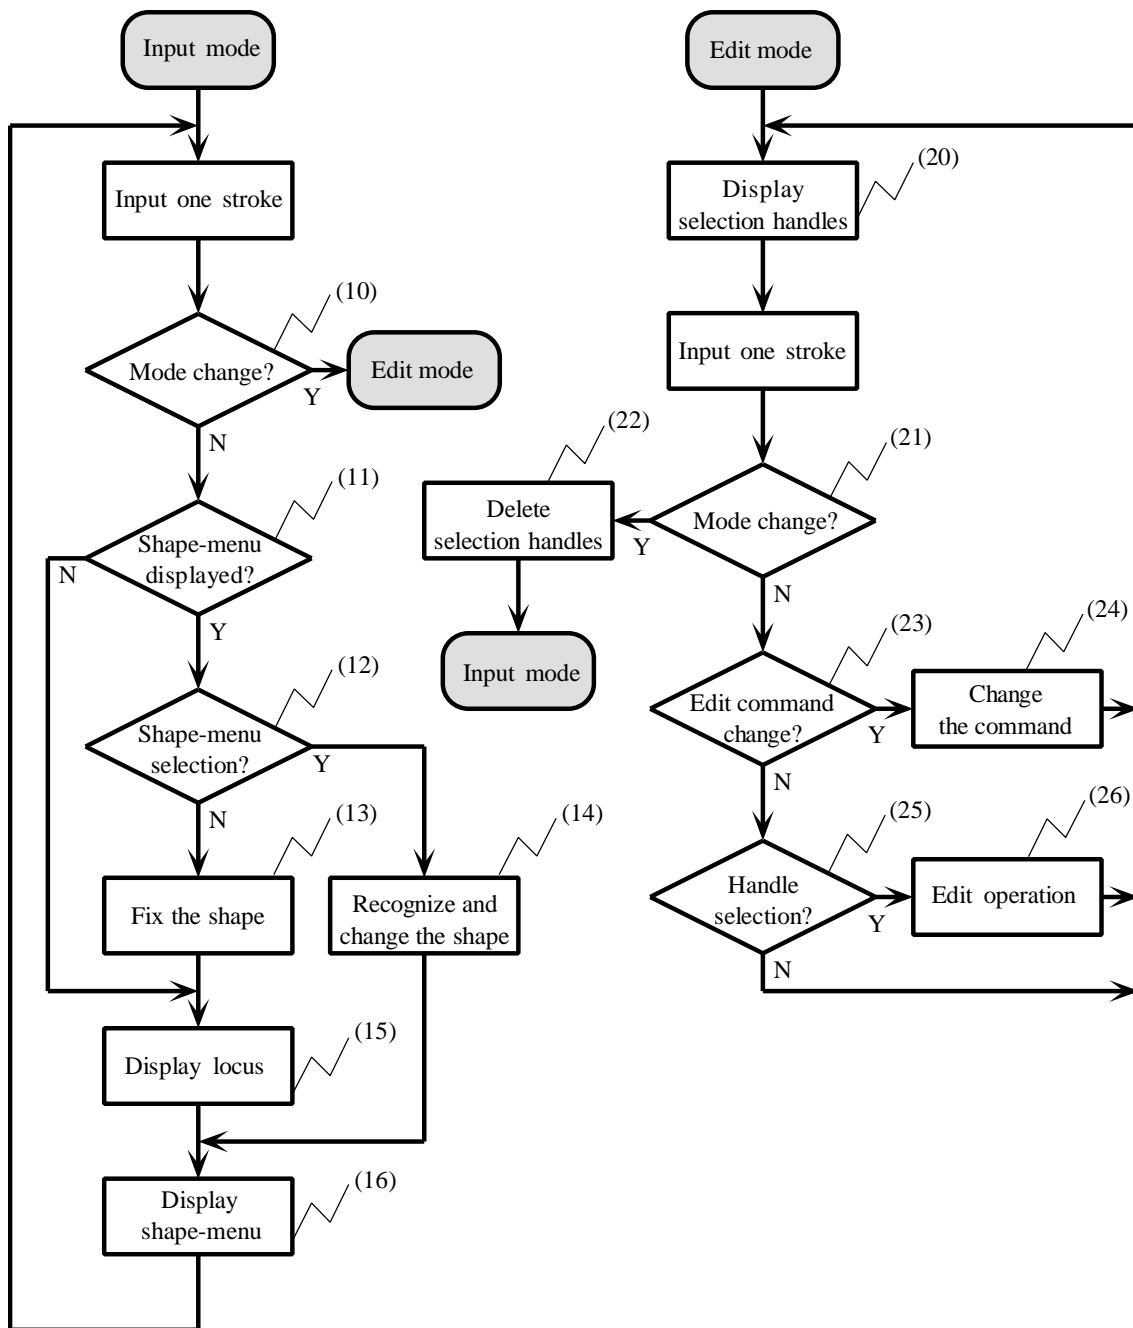 Input mode
Input one stroke
(10)
Mode change?
Y
Edit mode
N
(11)
Shape-menu
displayed?
N
Y
(12)
Shape-menu
selection?
Y
N
(13)
Fix the shape
(14)
Recognize and
change the shape
(15)
Display locus
(16)
Display
shape-menu
Edit mode
(20)
Display
selection handles
Input one stroke
(21)
Mode change?
Y
(22)
Delete
selection handles
Input mode
N
(23)
Edit command
change?
Y
(24)
Change
the command
N
(25)
Handle
selection?
Y
(26)
Edit operation
N